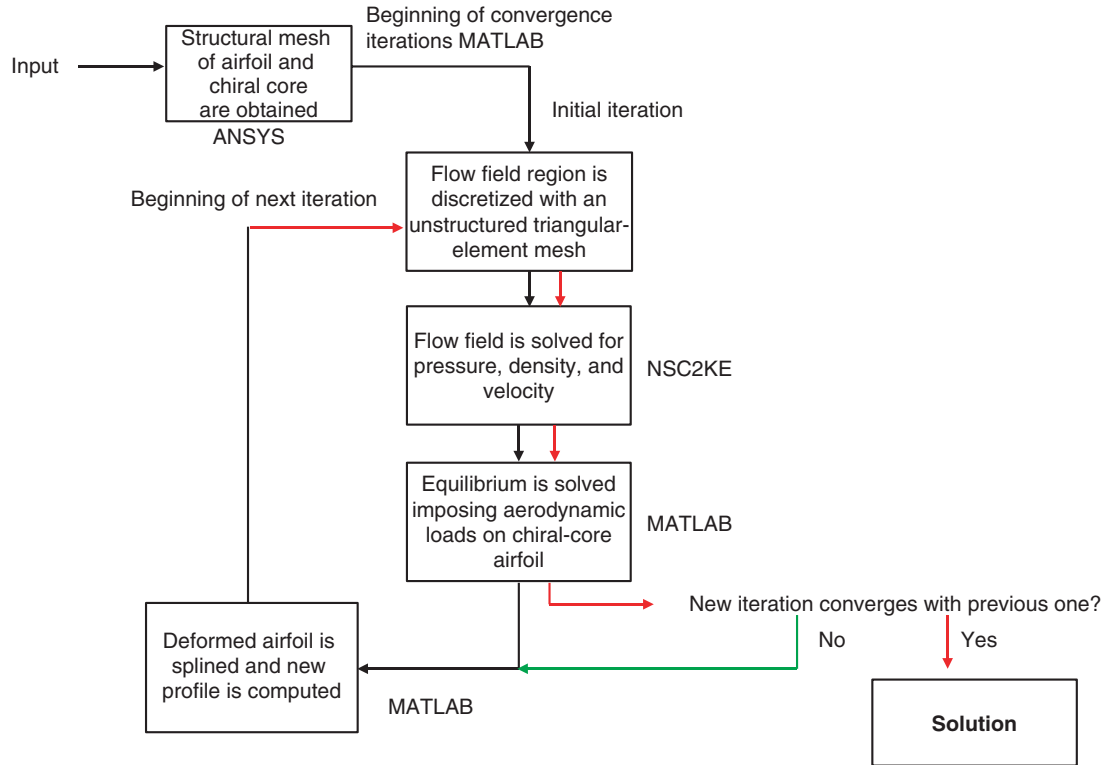 Beginning of convergence
iterations MATLAB
Input
Structural mesh
of airfoil and
chiral core
are obtained
ANSYS
Initial iteration
Flow field region is
discretized with an
unstructured triangular-
element mesh
Beginning of next iteration
Flow field is solved for
pressure, density, and
velocity
NSC2KE
Equilibrium is solved
imposing aerodynamic
loads on chiral-core
airfoil
MATLAB
New iteration converges with previous one?
No
Yes
Deformed airfoil is
splined and new
profile is computed
MATLAB
Solution